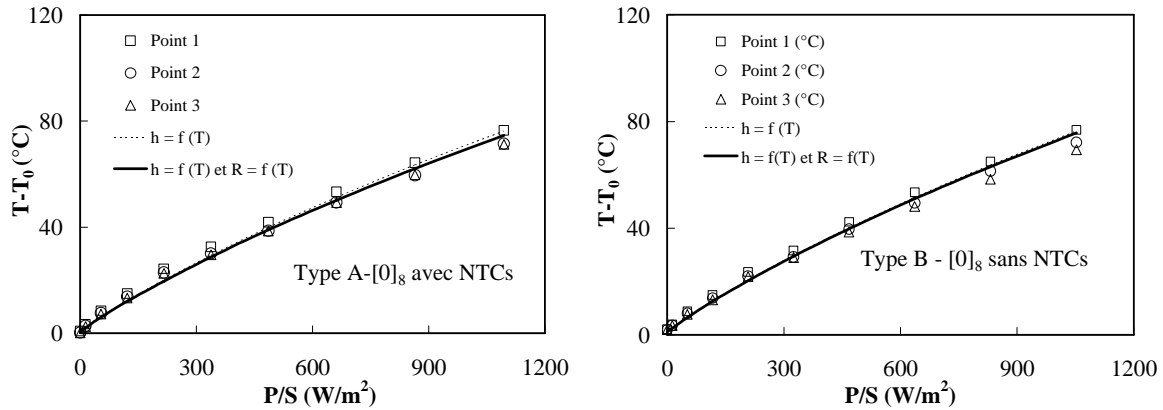 120
80
40
0
T-T₀ (°C)
Point 1
Point 2
Point 3
h = f (T)
h = f (T) et R = f (T)
Type A-[0]₈ avec NTCs
0 300 600 900 1200
P/S (W/m²)
120
80
40
0
T-T₀ (°C)
Point 1 (°C)
Point 2 (°C)
Point 3 (°C)
h = f (T)
h = f(T) et R = f(T)
Type B - [0]₈ sans NTCs
0 300 600 900 1200
P/S (W/m²)